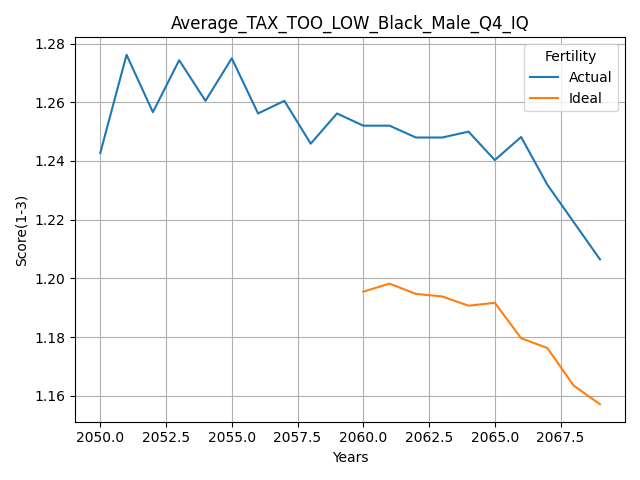 Average_TAX_TOO_LOW_Black_Male_Q4_IQ
Fertility
Actual
Ideal
Score(1-3)
1.28
1.26
1.24
1.22
1.20
1.18
1.16
2050.0 2052.5 2055.0 2057.5 2060.0 2062.5 2065.0 2067.5
Years